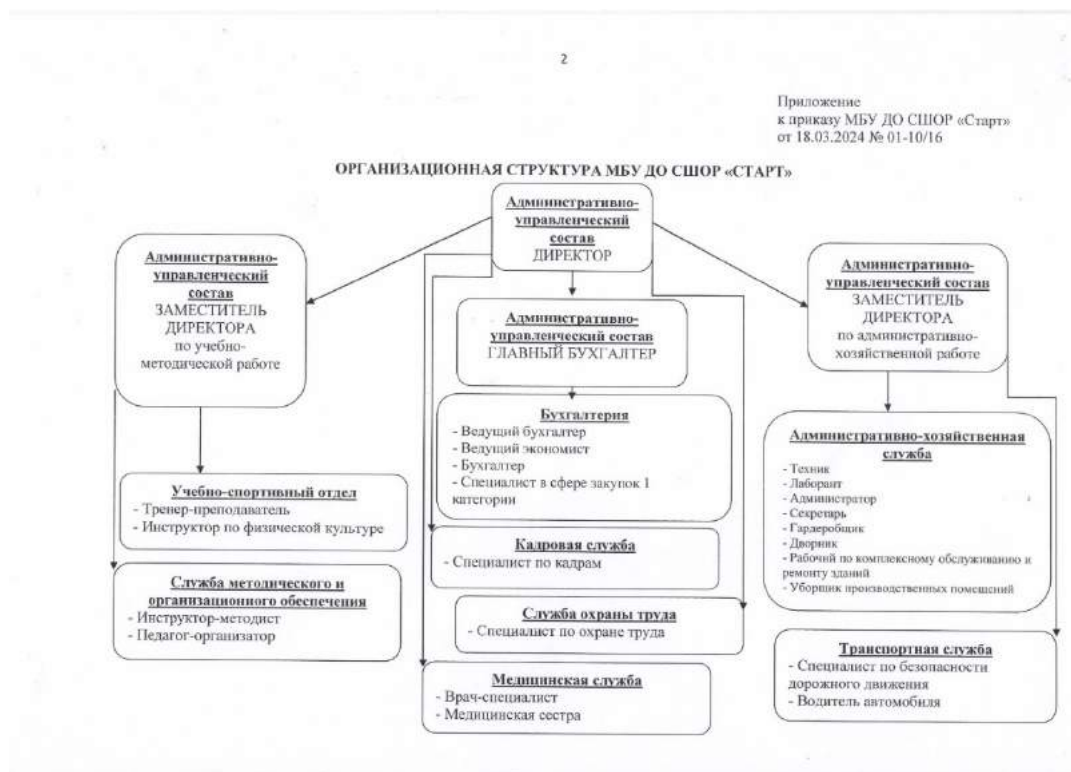 2
Приложение
к приказу МБУ ДО СШОР «Старт»
от 18.03.2024 № 01-10/16
ОРГАНИЗАЦИОННАЯ СТРУКТУРА МБУ ДО СШОР «СТАРТ»
Административно-
управленческий
состав
ДИРЕКТОР
Административно-
управленческий
состав
ЗАМЕСТИТЕЛЬ
ДИРЕКТОРА
по учебно-
методической работе
Административно-
управленческий состав
ГЛАВНЫЙ БУХГАЛТЕР
Административно-
управленческий состав
ЗАМЕСТИТЕЛЬ
ДИРЕКТОРА
по административно-
хозяйственной работе
Учебно-спортивный отдел
- Тренер-преподаватель
- Инструктор по физической культуре
Служба методического и
организационного обеспечения
- Инструктор-методист
- Педагог-организатор
Бухгалтерия
- Ведущий бухгалтер
- Ведущий экономист
- Бухгалтер
- Специалист в сфере закупок 1
категории
Кадровая служба
- Специалист по кадрам
Служба охраны труда
- Специалист по охране труда
Медицинская служба
- Врач-специалист
- Медицинская сестра
Административно-хозяйственная
служба
- Техник
- Лаборант
- Администратор
- Секретарь
- Гардеробщик
- Дворник
- Рабочий по комплексному обслуживанию и
ремонту зданий
- Уборщик производственных помещений
Транспортная служба
- Специалист по безопасности
дорожного движения
- Водитель автомобиля